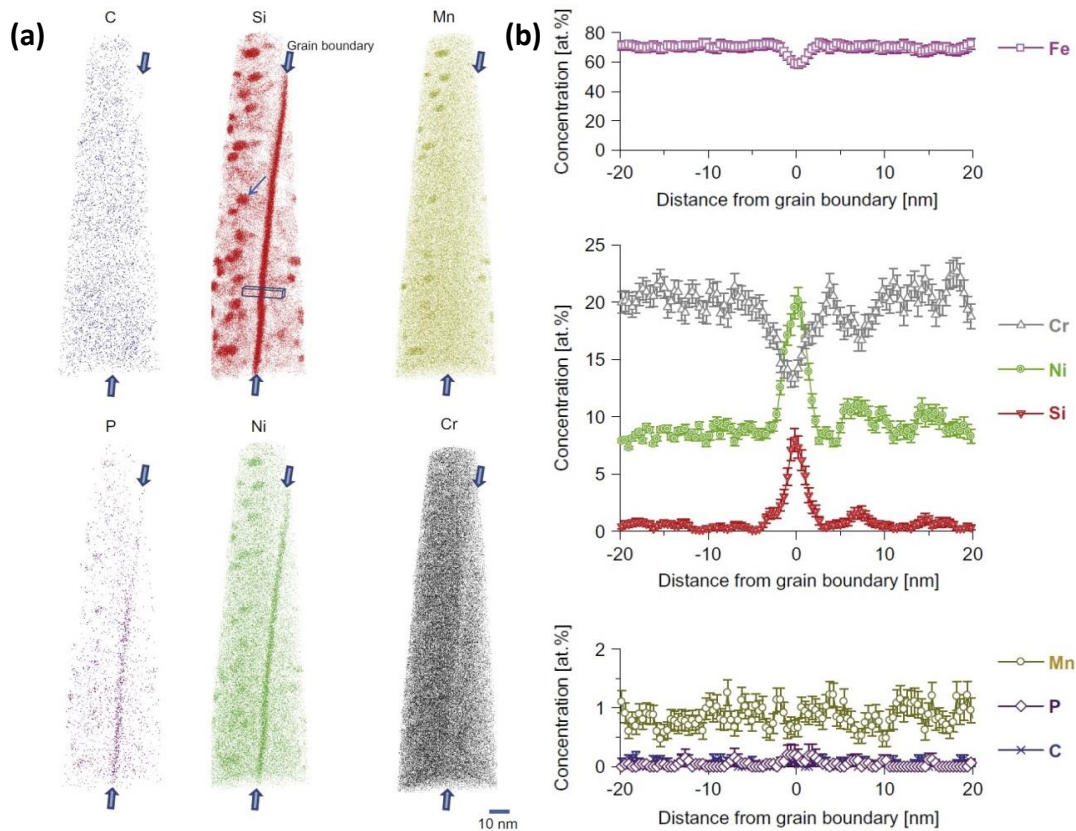 (a)
C
Si
Mn
Grain boundary
P
Ni
Cr
10 nm
(b)
Concentration [at.%]
80
60
40
20
0
-20
-10
0
10
20
Distance from grain boundary [nm]
Fe
Concentration [at.%]
25
20
15
10
5
0
-20
-10
0
10
20
Distance from grain boundary [nm]
Cr
Ni
Si
Concentration [at.%]
2
1
0
-20
-10
0
10
20
Distance from grain boundary [nm]
Mn
P
C